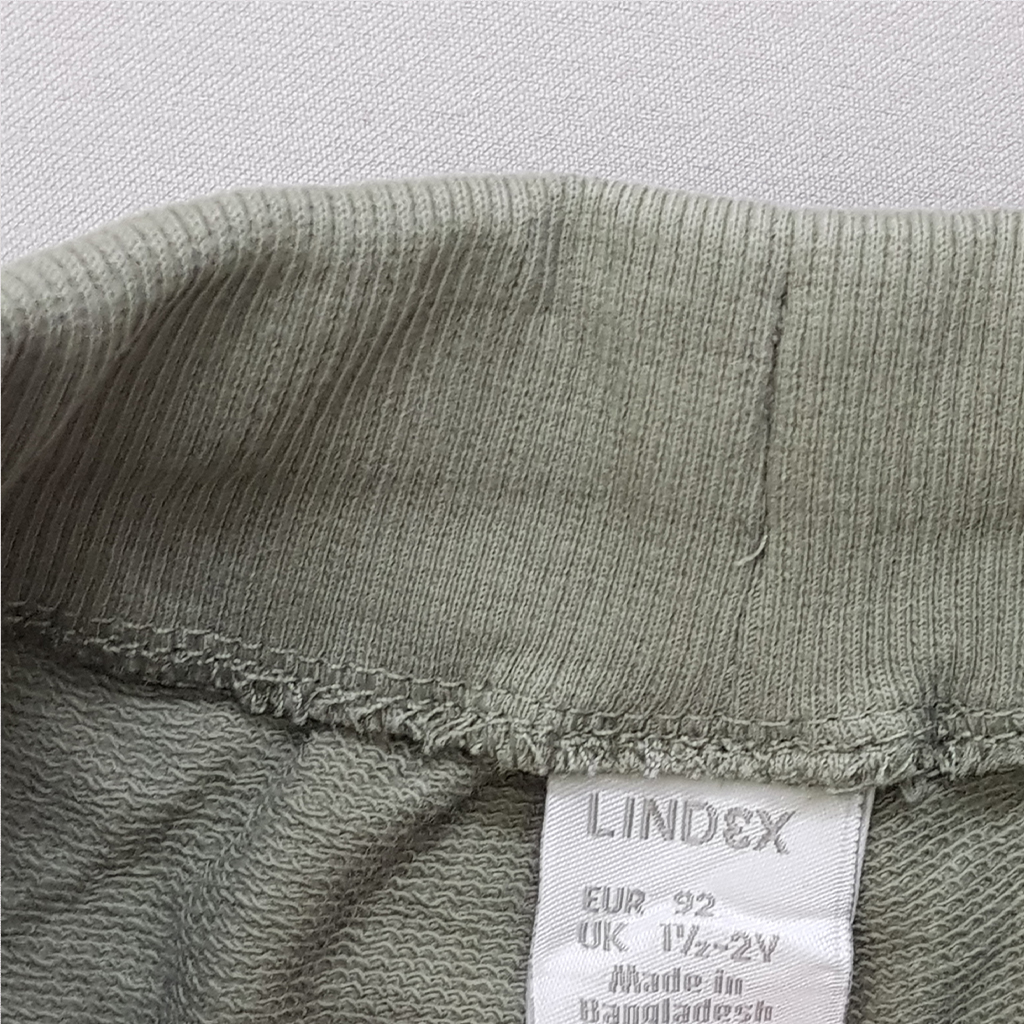 LINDEX
EUR 92
UK 1½-2Y
Made in
Bangladesh